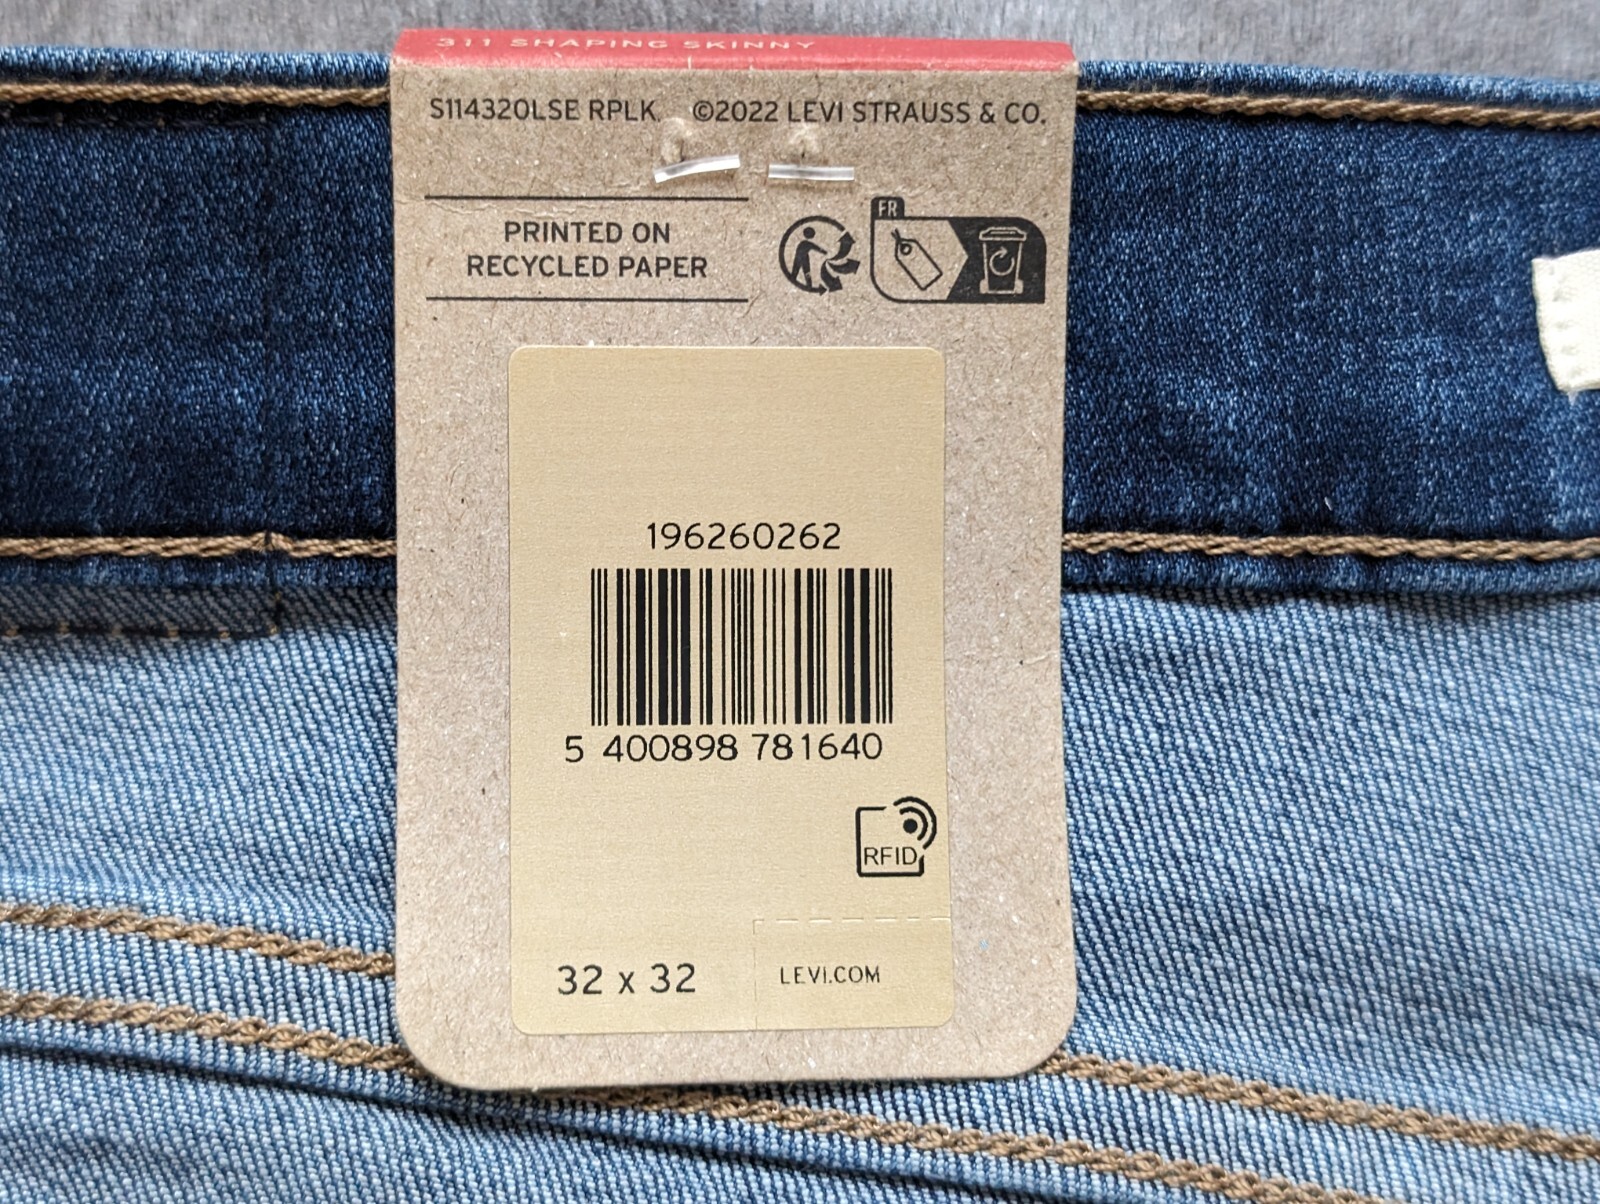 311 SHAPING SKINNY
S114320LSE RPLK ©2022 LEVI STRAUSS & CO.
PRINTED ON
RECYCLED PAPER
FR
196260262
5 400898 781640
RFID
32 x 32
LEVI.COM